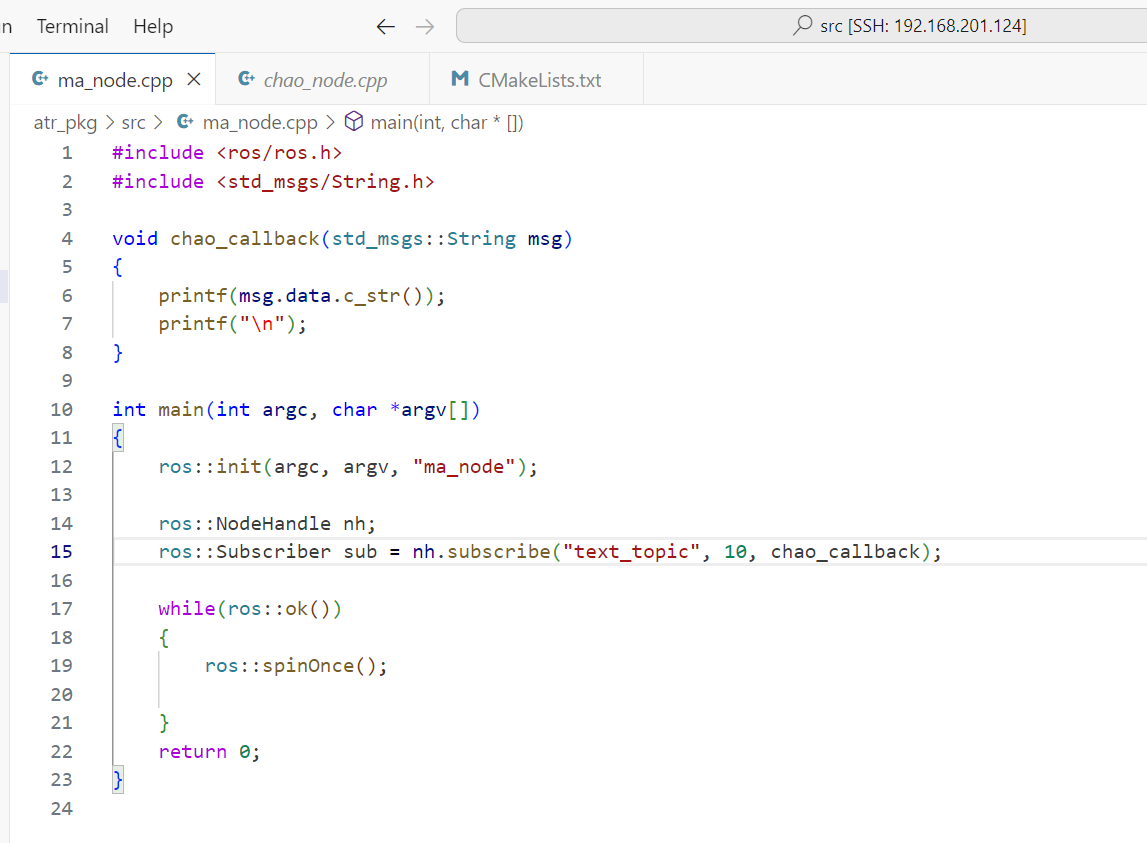 Terminal Help ← → src [SSH: 192.168.201.124]
ma_node.cpp × chao_node.cpp CMakeLists.txt
atr_pkg > src > ma_node.cpp > main(int, char * [])
1 #include <ros/ros.h>
2 #include <std_msgs/String.h>
3
4 void chao_callback(std_msgs::String msg)
5 {
6     printf(msg.data.c_str());
7     printf("\n");
8 }
9
10 int main(int argc, char *argv[])
11 {
12     ros::init(argc, argv, "ma_node");
13
14     ros::NodeHandle nh;
15     ros::Subscriber sub = nh.subscribe("text_topic", 10, chao_callback);
16
17     while(ros::ok())
18     {
19         ros::spinOnce();
20
21     }
22     return 0;
23 }
24